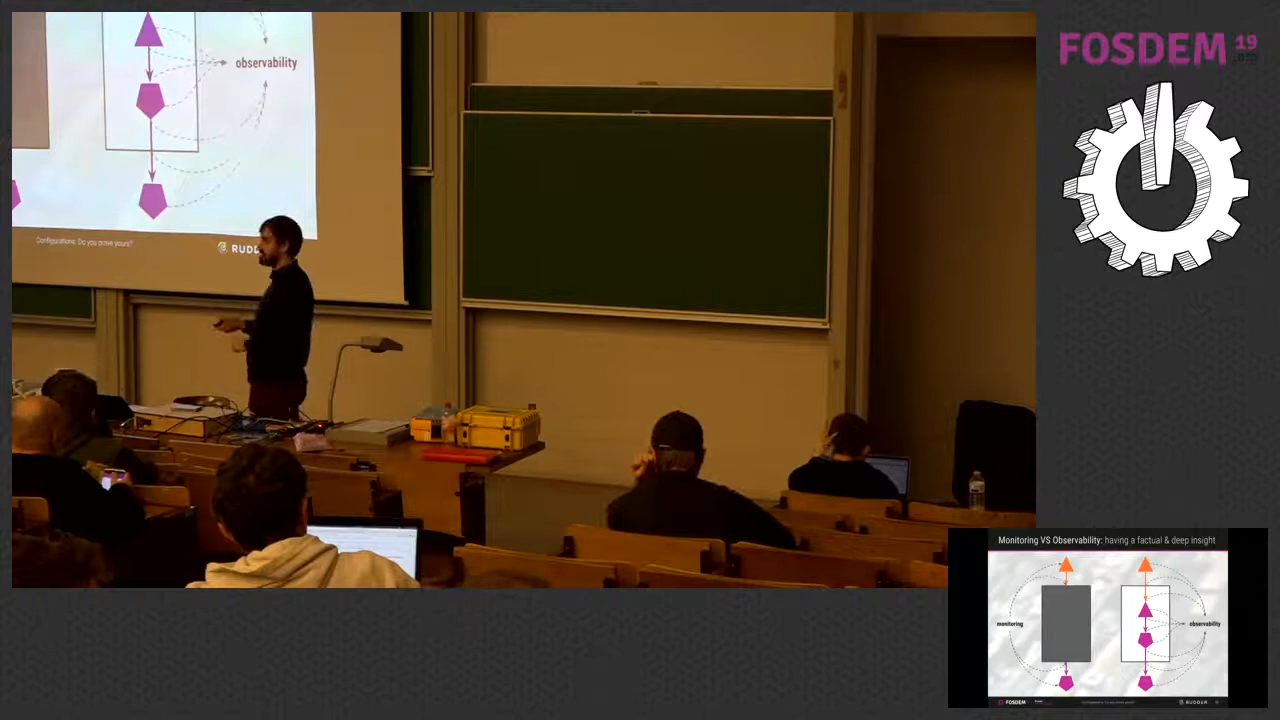 observability
Configurations. Do you prove yours?
RUDD
FOSDEM 19
Monitoring VS Observability: having a factual & deep insight
monitoring
observability
FOSDEM
RUDDER